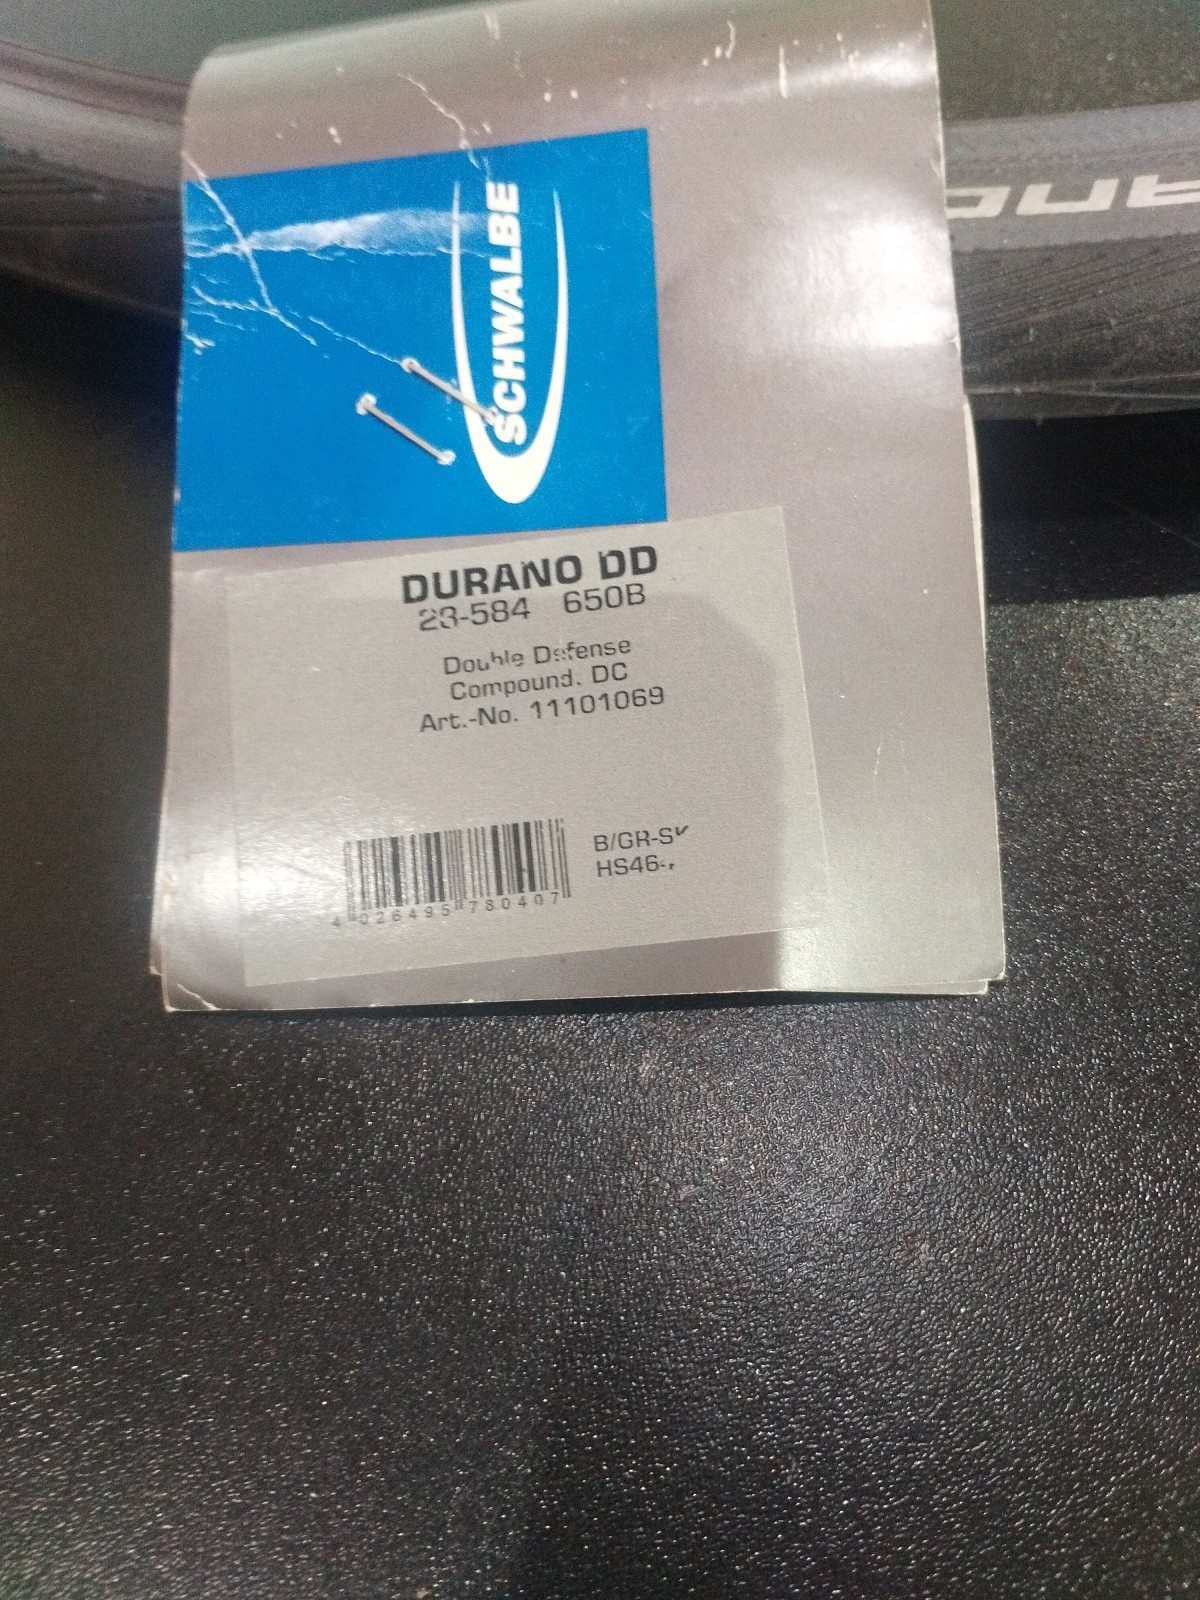 SCHWALBE
DURANO DD
23-584 650B
Double Defense
Compound. DC
Art.-No. 11101069
B/GR-SK
4 026495 780407